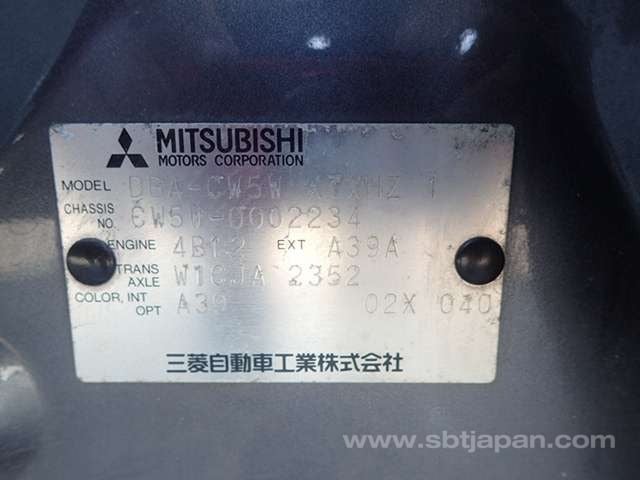 MITSUBISHI
MOTORS CORPORATION
MODEL DBA-CW5W XTXHZ 1
CHASSIS NO. CW5W-0002234
ENGINE 4B12 EXT A39A
TRANS AXLE W1CJA 2352
COLOR, INT OPT A39 02X 040
三菱自動車工業株式会社
www.sbtjapan.com